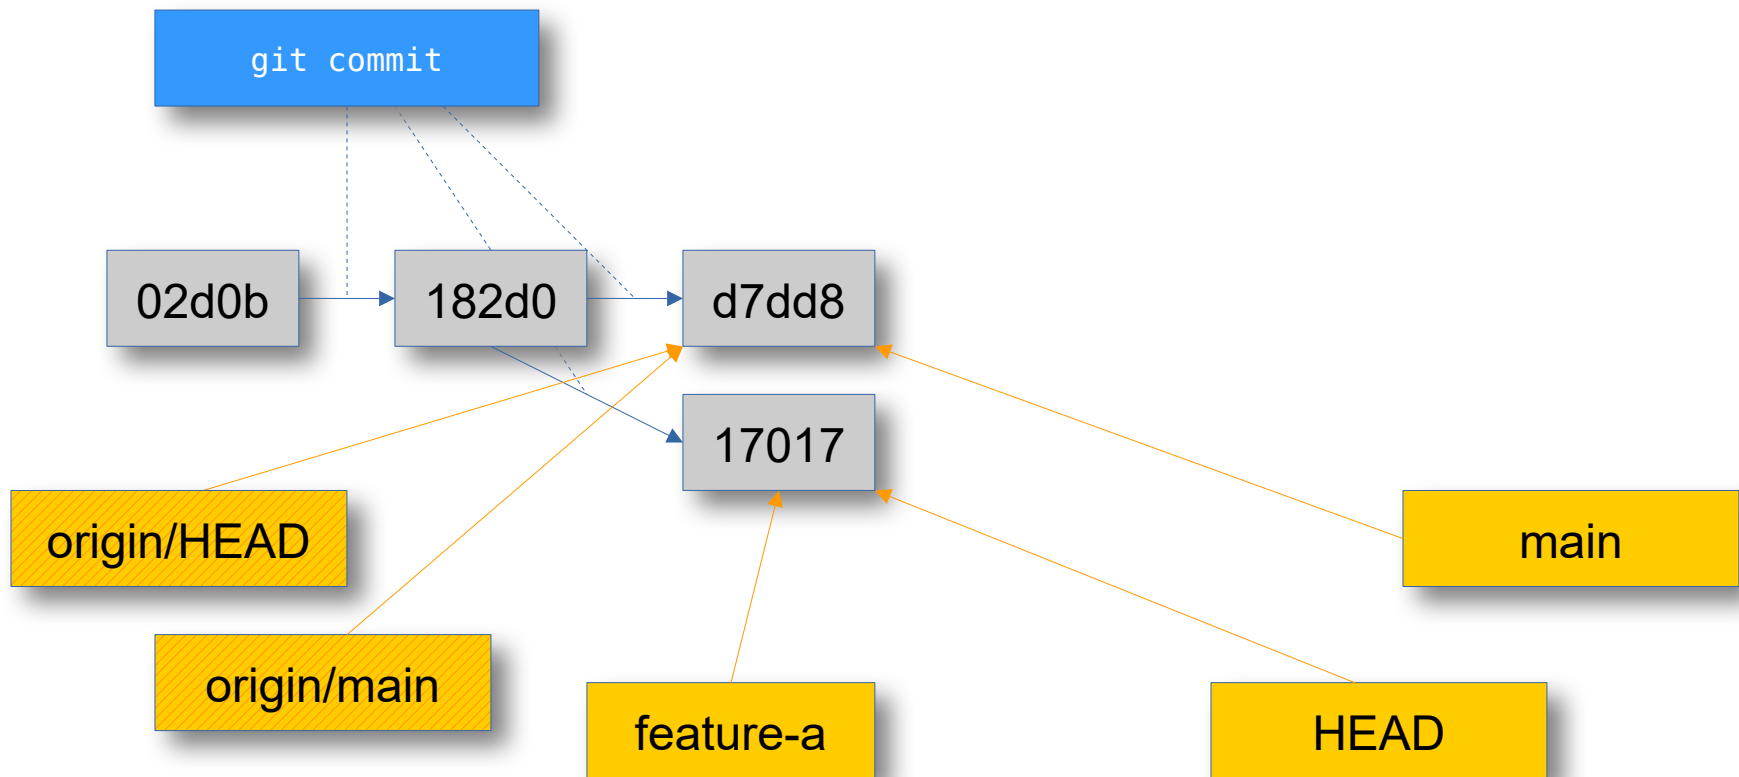 git commit
02d0b
182d0
d7dd8
17017
origin/HEAD
main
origin/main
feature-a
HEAD